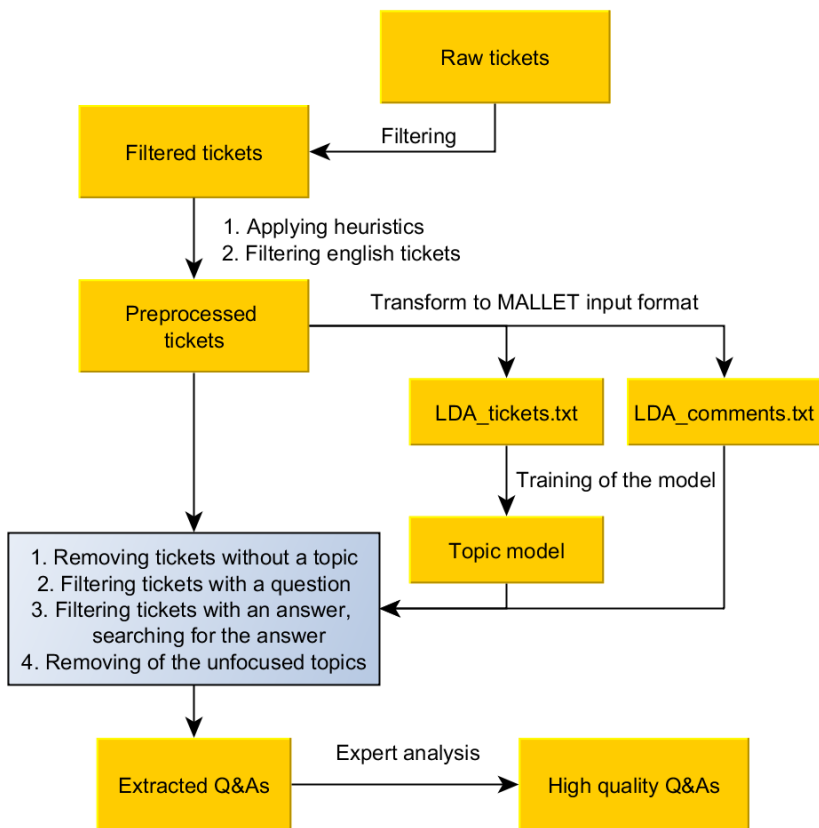 Raw tickets
Filtering
Filtered tickets
1. Applying heuristics
2. Filtering english tickets
Preprocessed
tickets
Transform to MALLET input format
LDA_tickets.txt
LDA_comments.txt
Training of the model
Topic model
1. Removing tickets without a topic
2. Filtering tickets with a question
3. Filtering tickets with an answer,
searching for the answer
4. Removing of the unfocused topics
Extracted Q&As
Expert analysis
High quality Q&As